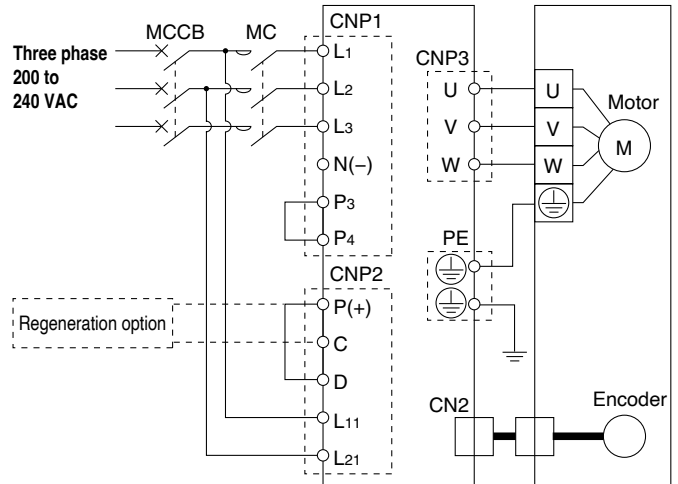 MCCB
MC
CNP1
Three phase
200 to
240 VAC
L1
L2
L3
N(−)
P3
P4
CNP2
P(+)
C
D
L11
L21
Regeneration option
CNP3
U
V
W
PE
CN2
U
V
W
Motor
M
Encoder